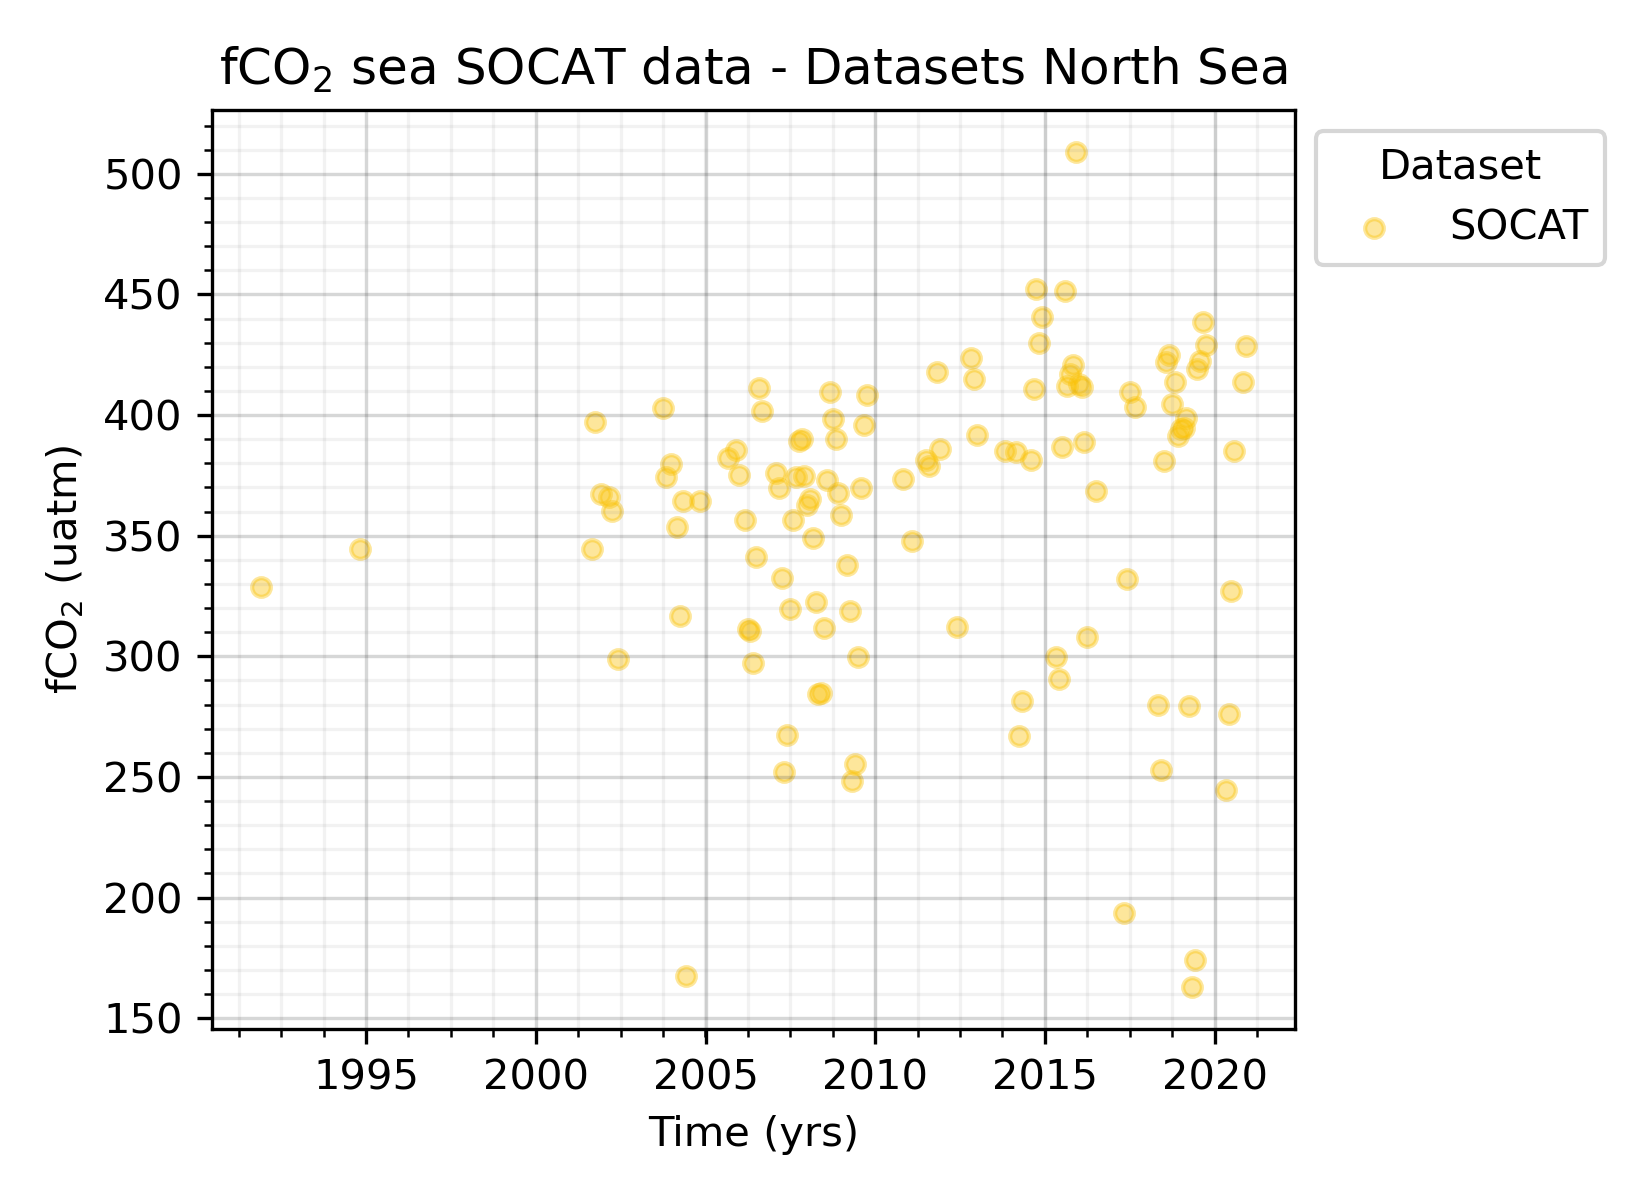 fCO₂ sea SOCAT data - Datasets North Sea
Dataset
SOCAT
500
450
400
350
300
250
200
150
fCO₂ (uatm)
1995 2000 2005 2010 2015 2020
Time (yrs)